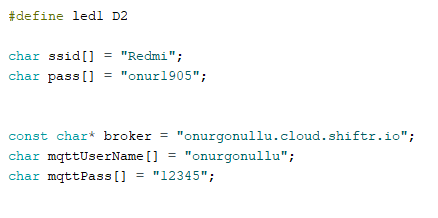 #define led1 D2
char ssid[] = "Redmi";
char pass[] = "onur1905";
const char* broker = "onurgonullu.cloud.shiftr.io";
char mqttUserName[] = "onurgonullu";
char mqttPass[] = "12345";